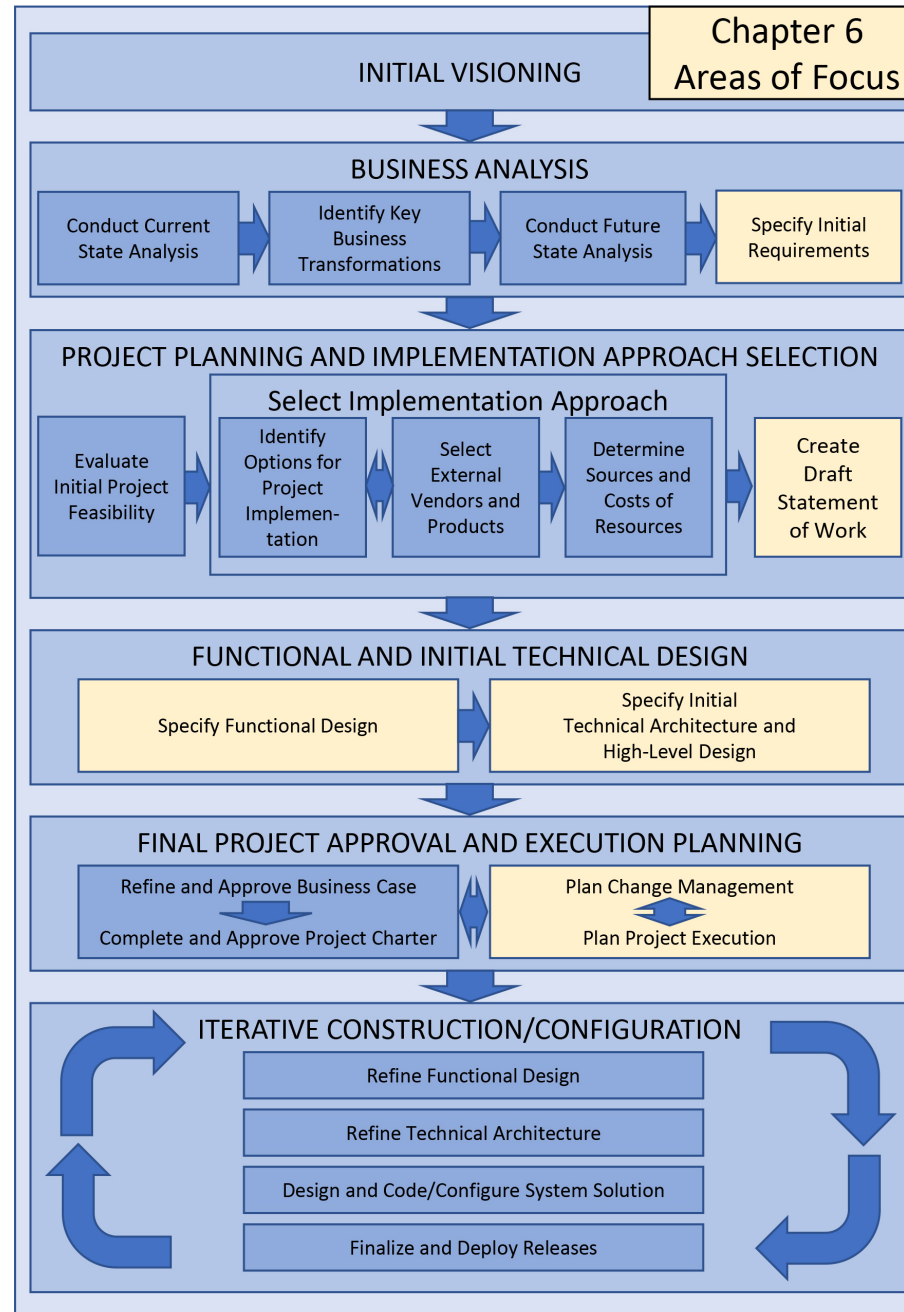 Chapter 6
Areas of Focus
INITIAL VISIONING
BUSINESS ANALYSIS
Conduct Current
State Analysis
Identify Key
Business
Transformations
Conduct Future
State Analysis
Specify Initial
Requirements
PROJECT PLANNING AND IMPLEMENTATION APPROACH SELECTION
Select Implementation Approach
Evaluate
Initial Project
Feasibility
Identify
Options for
Project
Implemen-
tation
Select
External
Vendors and
Products
Determine
Sources and
Costs of
Resources
Create
Draft
Statement
of Work
FUNCTIONAL AND INITIAL TECHNICAL DESIGN
Specify Functional Design
Specify Initial
Technical Architecture and
High-Level Design
FINAL PROJECT APPROVAL AND EXECUTION PLANNING
Refine and Approve Business Case
Complete and Approve Project Charter
Plan Change Management
Plan Project Execution
ITERATIVE CONSTRUCTION/CONFIGURATION
Refine Functional Design
Refine Technical Architecture
Design and Code/Configure System Solution
Finalize and Deploy Releases